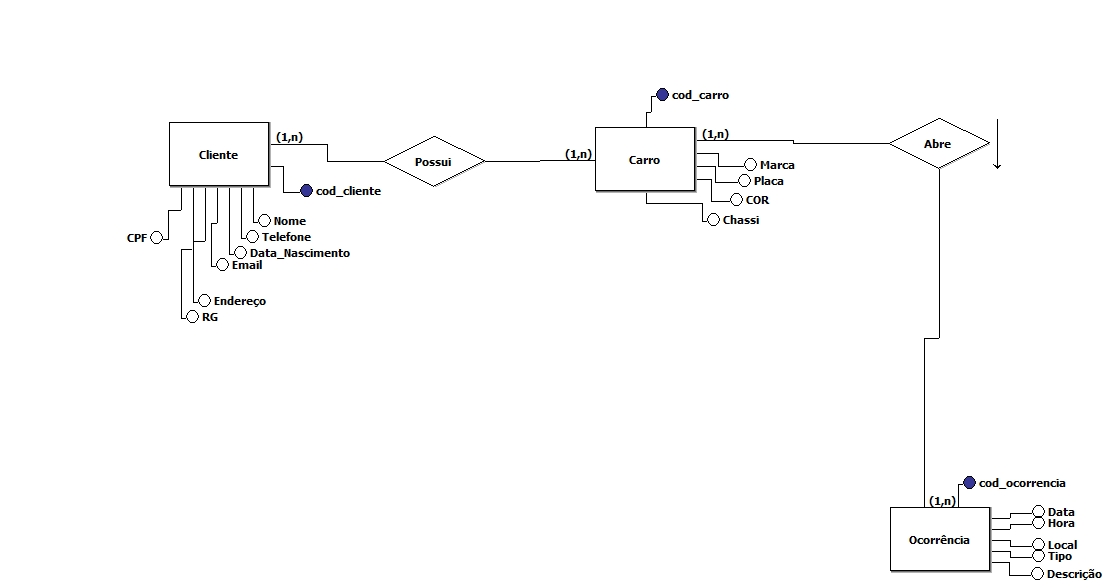 cod_carro
(1,n)
(1,n)
Abre
Cliente
Possui
(1,n)
Carro
Marca
Placa
cod_cliente
COR
Nome
Chassi
CPF
Telefone
Data_Nascimento
Email
Endereço
RG
cod_ocorrencia
(1,n)
Data
Hora
Ocorrência
Local
Tipo
Descrição